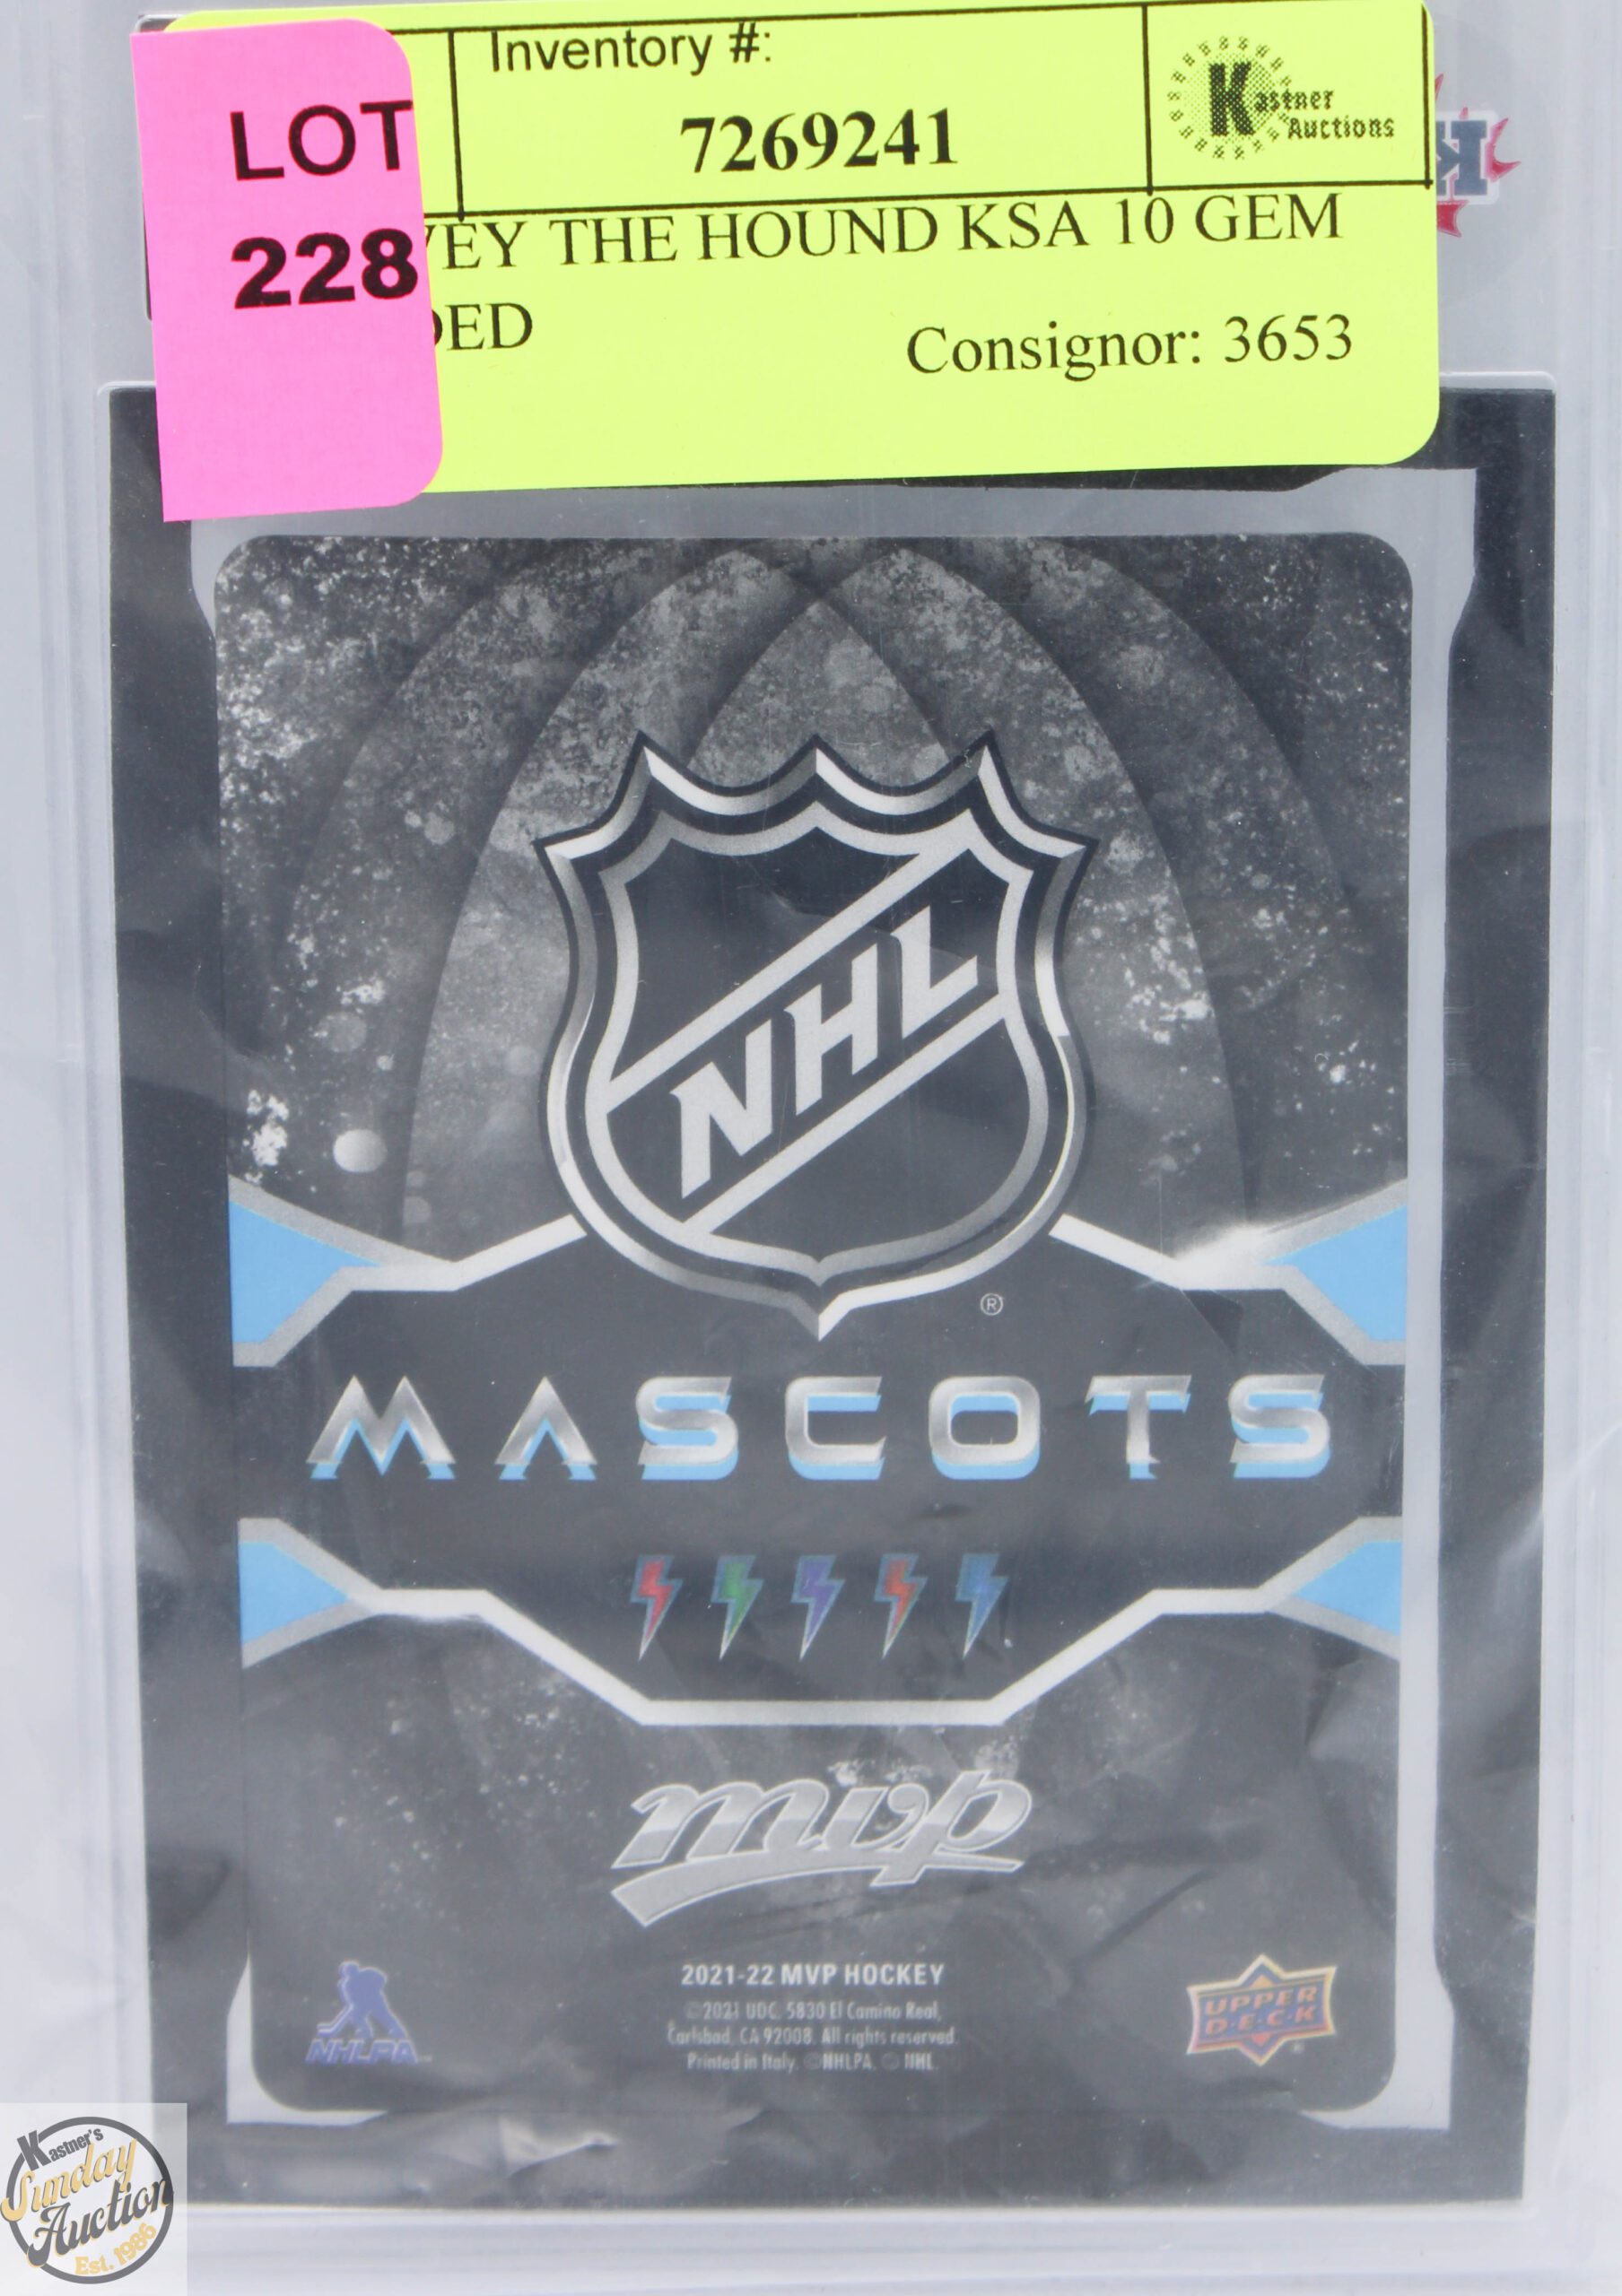 LOT
228
Inventory #:
7269241
Kastner
Auctions
VEY THE HOUND KSA 10 GEM
DED
Consignor: 3653
K
NHL
®
MASCOTS
mvp
2021-22 MVP HOCKEY
©2021 UDC. 5830 El Camino Real,
Carlsbad, CA 92008. All rights reserved.
Printed in Italy. ©NHLPA. © NHL.
NHLPA
UPPER
D·E·C·K
Kastner's
Sunday
Auction
Est. 1986